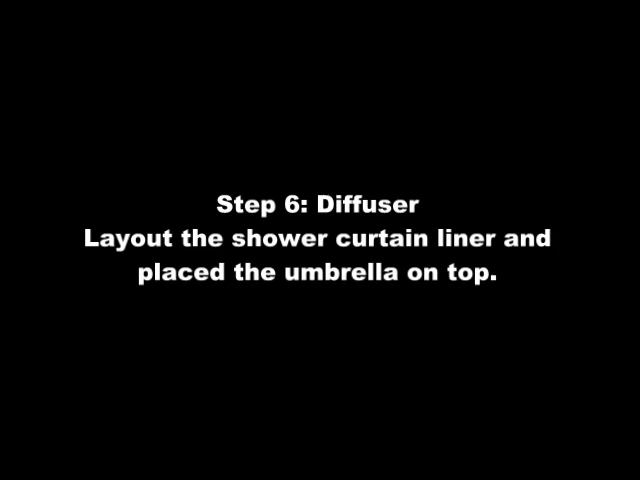 Step 6: Diffuser
Layout the shower curtain liner and
placed the umbrella on top.